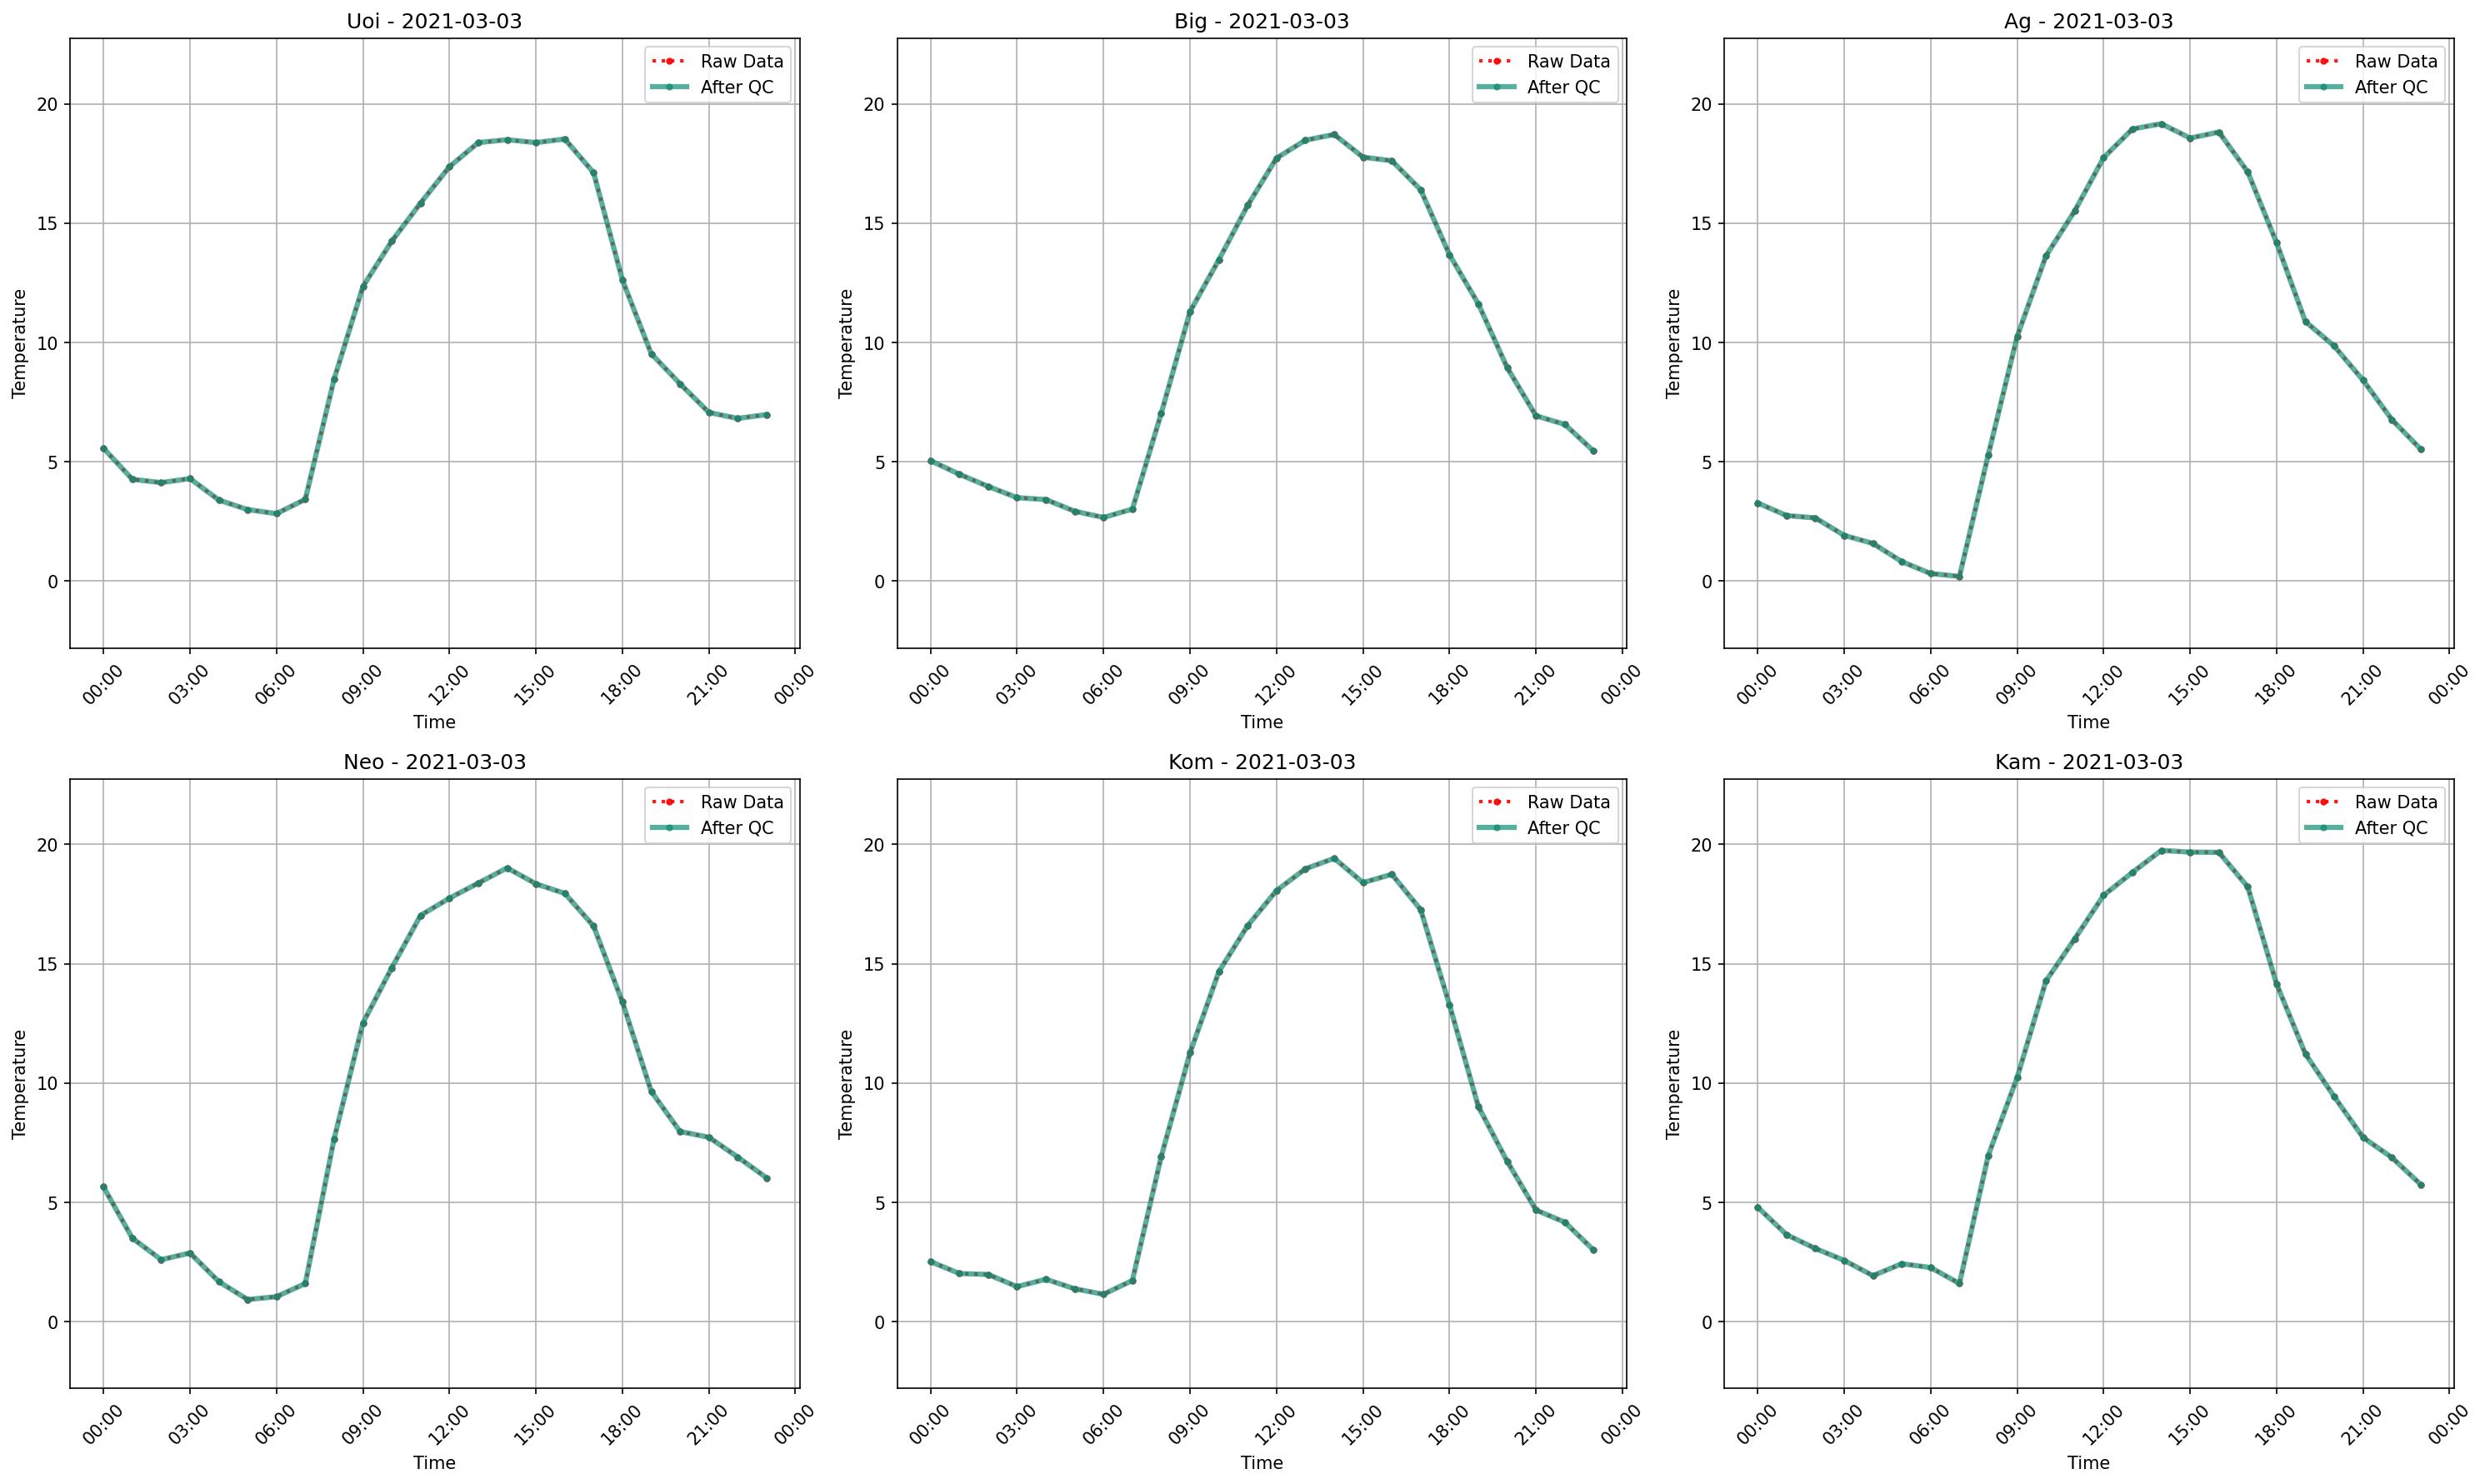 Uoi - 2021-03-03
Raw Data
After QC
Temperature
20
15
10
5
0
00:00
03:00
06:00
09:00
12:00
15:00
18:00
21:00
00:00
Time
Big - 2021-03-03
Raw Data
After QC
Temperature
20
15
10
5
0
00:00
03:00
06:00
09:00
12:00
15:00
18:00
21:00
00:00
Time
Ag - 2021-03-03
Raw Data
After QC
Temperature
20
15
10
5
0
00:00
03:00
06:00
09:00
12:00
15:00
18:00
21:00
00:00
Time
Neo - 2021-03-03
Raw Data
After QC
Temperature
20
15
10
5
0
00:00
03:00
06:00
09:00
12:00
15:00
18:00
21:00
00:00
Time
Kom - 2021-03-03
Raw Data
After QC
Temperature
20
15
10
5
0
00:00
03:00
06:00
09:00
12:00
15:00
18:00
21:00
00:00
Time
Kam - 2021-03-03
Raw Data
After QC
Temperature
20
15
10
5
0
00:00
03:00
06:00
09:00
12:00
15:00
18:00
21:00
00:00
Time